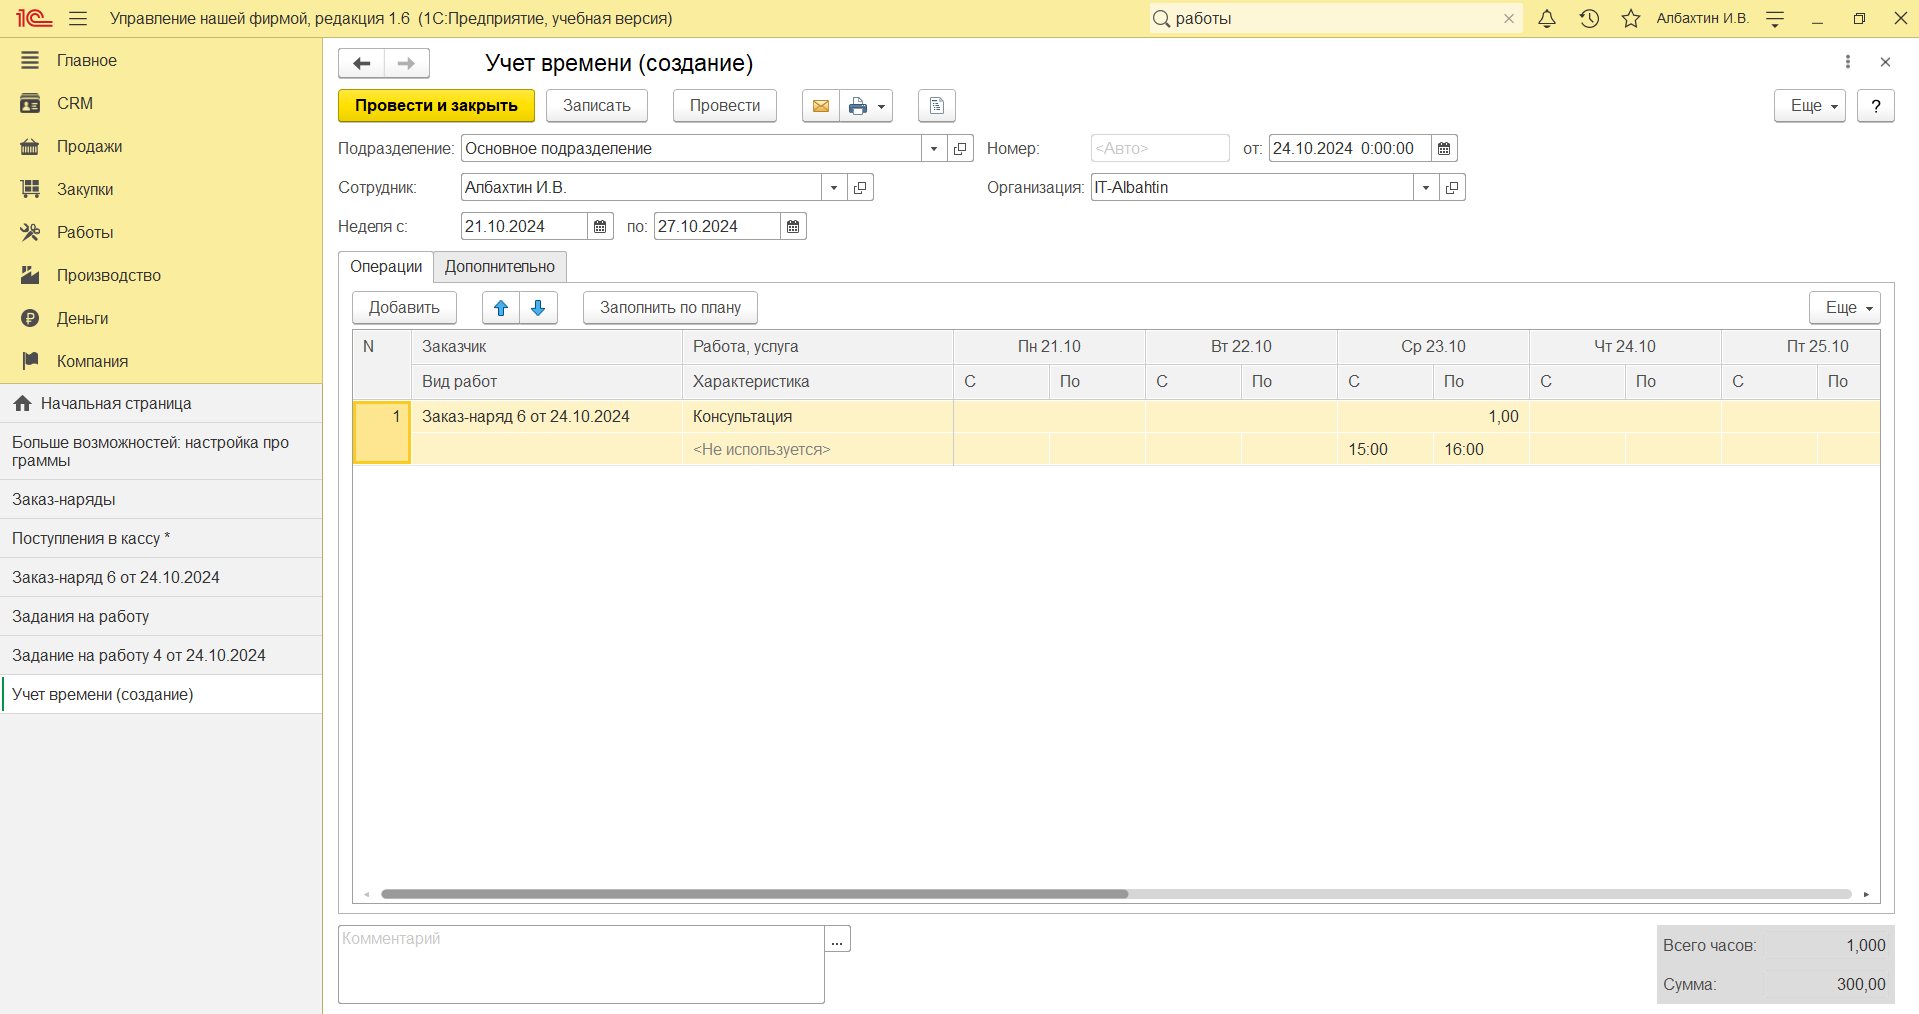 1С Управление нашей фирмой, редакция 1.6 (1С:Предприятие, учебная версия) работы Албахтин И.В.
Главное
CRM
Продажи
Закупки
Работы
Производство
Деньги
Компания
Начальная страница
Больше возможностей: настройка про
граммы
Заказ-наряды
Поступления в кассу *
Заказ-наряд 6 от 24.10.2024
Задания на работу
Задание на работу 4 от 24.10.2024
Учет времени (создание)
Учет времени (создание)
Провести и закрыть Записать Провести Еще ?
Подразделение: Основное подразделение Номер: <Авто> от: 24.10.2024 0:00:00
Сотрудник: Албахтин И.В. Организация: IT-Albahtin
Неделя с: 21.10.2024 по: 27.10.2024
Операции Дополнительно
Добавить Заполнить по плану Еще
N Заказчик Работа, услуга Пн 21.10 Вт 22.10 Ср 23.10 Чт 24.10 Пт 25.10
Вид работ Характеристика С По С По С По С По С По
1 Заказ-наряд 6 от 24.10.2024 Консультация 1,00
<Не используется> 15:00 16:00
Комментарий ...
Всего часов: 1,000
Сумма: 300,00